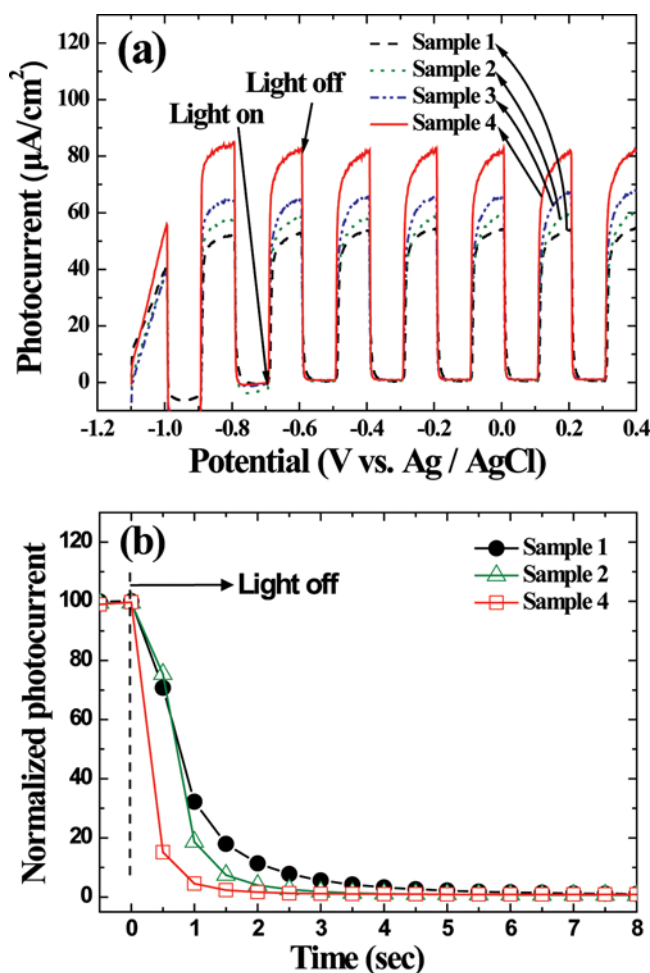 (a)
Light on
Light off
Sample 1
Sample 2
Sample 3
Sample 4
Photocurrent (µA/cm²)
120
100
80
60
40
20
0
-1.2 -1.0 -0.8 -0.6 -0.4 -0.2 0.0 0.2 0.4
Potential (V vs. Ag / AgCl)
(b)
Light off
Sample 1
Sample 2
Sample 4
Normalized photocurrent
120
100
80
60
40
20
0
0 1 2 3 4 5 6 7 8
Time (sec)